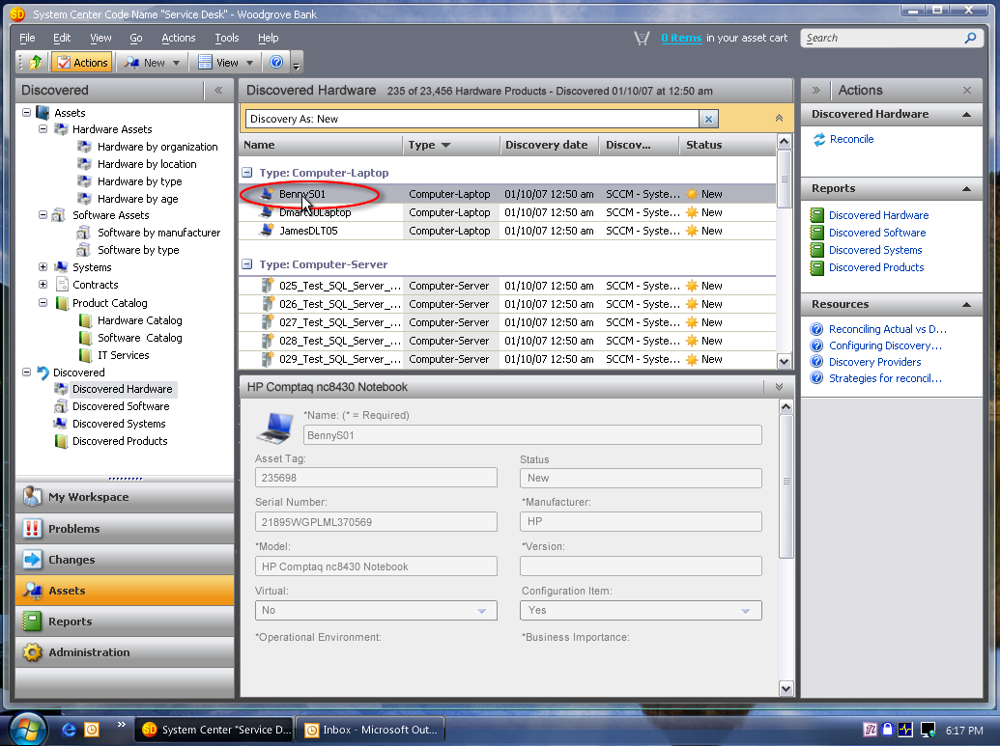 System Center Code Name "Service Desk" - Woodgrove Bank
File Edit View Go Actions Tools Help
0 items in your asset cart
Search
Actions New View
Discovered
Assets
Hardware Assets
Hardware by organization
Hardware by location
Hardware by type
Hardware by age
Software Assets
Software by manufacturer
Software by type
Systems
Contracts
Product Catalog
Hardware Catalog
Software Catalog
IT Services
Discovered
Discovered Hardware
Discovered Software
Discovered Systems
Discovered Products
My Workspace
Problems
Changes
Assets
Reports
Administration
Discovered Hardware 235 of 23,456 Hardware Products - Discovered 01/10/07 at 12:50 am
Discovery As: New
Name Type Discovery date Discov... Status
Type: Computer-Laptop
BennyS01 Computer-Laptop 01/10/07 12:50 am SCCM - Syste... New
DmartyrLaptop Computer-Laptop 01/10/07 12:50 am SCCM - Syste... New
JamesDLT05 Computer-Laptop 01/10/07 12:50 am SCCM - Syste... New
Type: Computer-Server
025_Test_SQL_Server_... Computer-Server 01/10/07 12:50 am SCCM - Syste... New
026_Test_SQL_Server_... Computer-Server 01/10/07 12:50 am SCCM - Syste... New
027_Test_SQL_Server_... Computer-Server 01/10/07 12:50 am SCCM - Syste... New
028_Test_SQL_Server_... Computer-Server 01/10/07 12:50 am SCCM - Syste... New
029_Test_SQL_Server_... Computer-Server 01/10/07 12:50 am SCCM - Syste... New
HP Comptaq nc8430 Notebook
*Name: (* = Required)
BennyS01
Asset Tag: Status
235698 New
Serial Number: *Manufacturer:
21895WGPLML370569 HP
*Model: *Version:
HP Comptaq nc8430 Notebook
Virtual: Configuration Item:
No Yes
*Operational Environment: *Business Importance:
Actions
Discovered Hardware
Reconcile
Reports
Discovered Hardware
Discovered Software
Discovered Systems
Discovered Products
Resources
Reconciling Actual vs D...
Configuring Discovery...
Discovery Providers
Strategies for reconcil...
System Center "Service D... Inbox - Microsoft Out... 6:17 PM